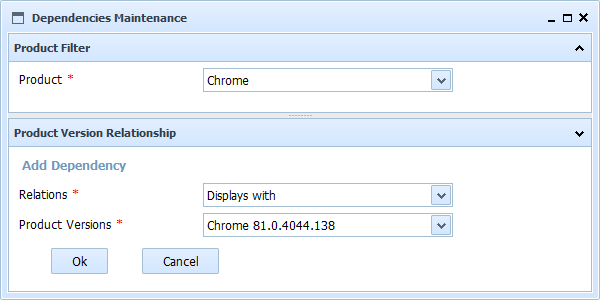 Dependencies Maintenance
Product Filter
Product * Chrome
Product Version Relationship
Add Dependency
Relations * Displays with
Product Versions * Chrome 81.0.4044.138
Ok Cancel